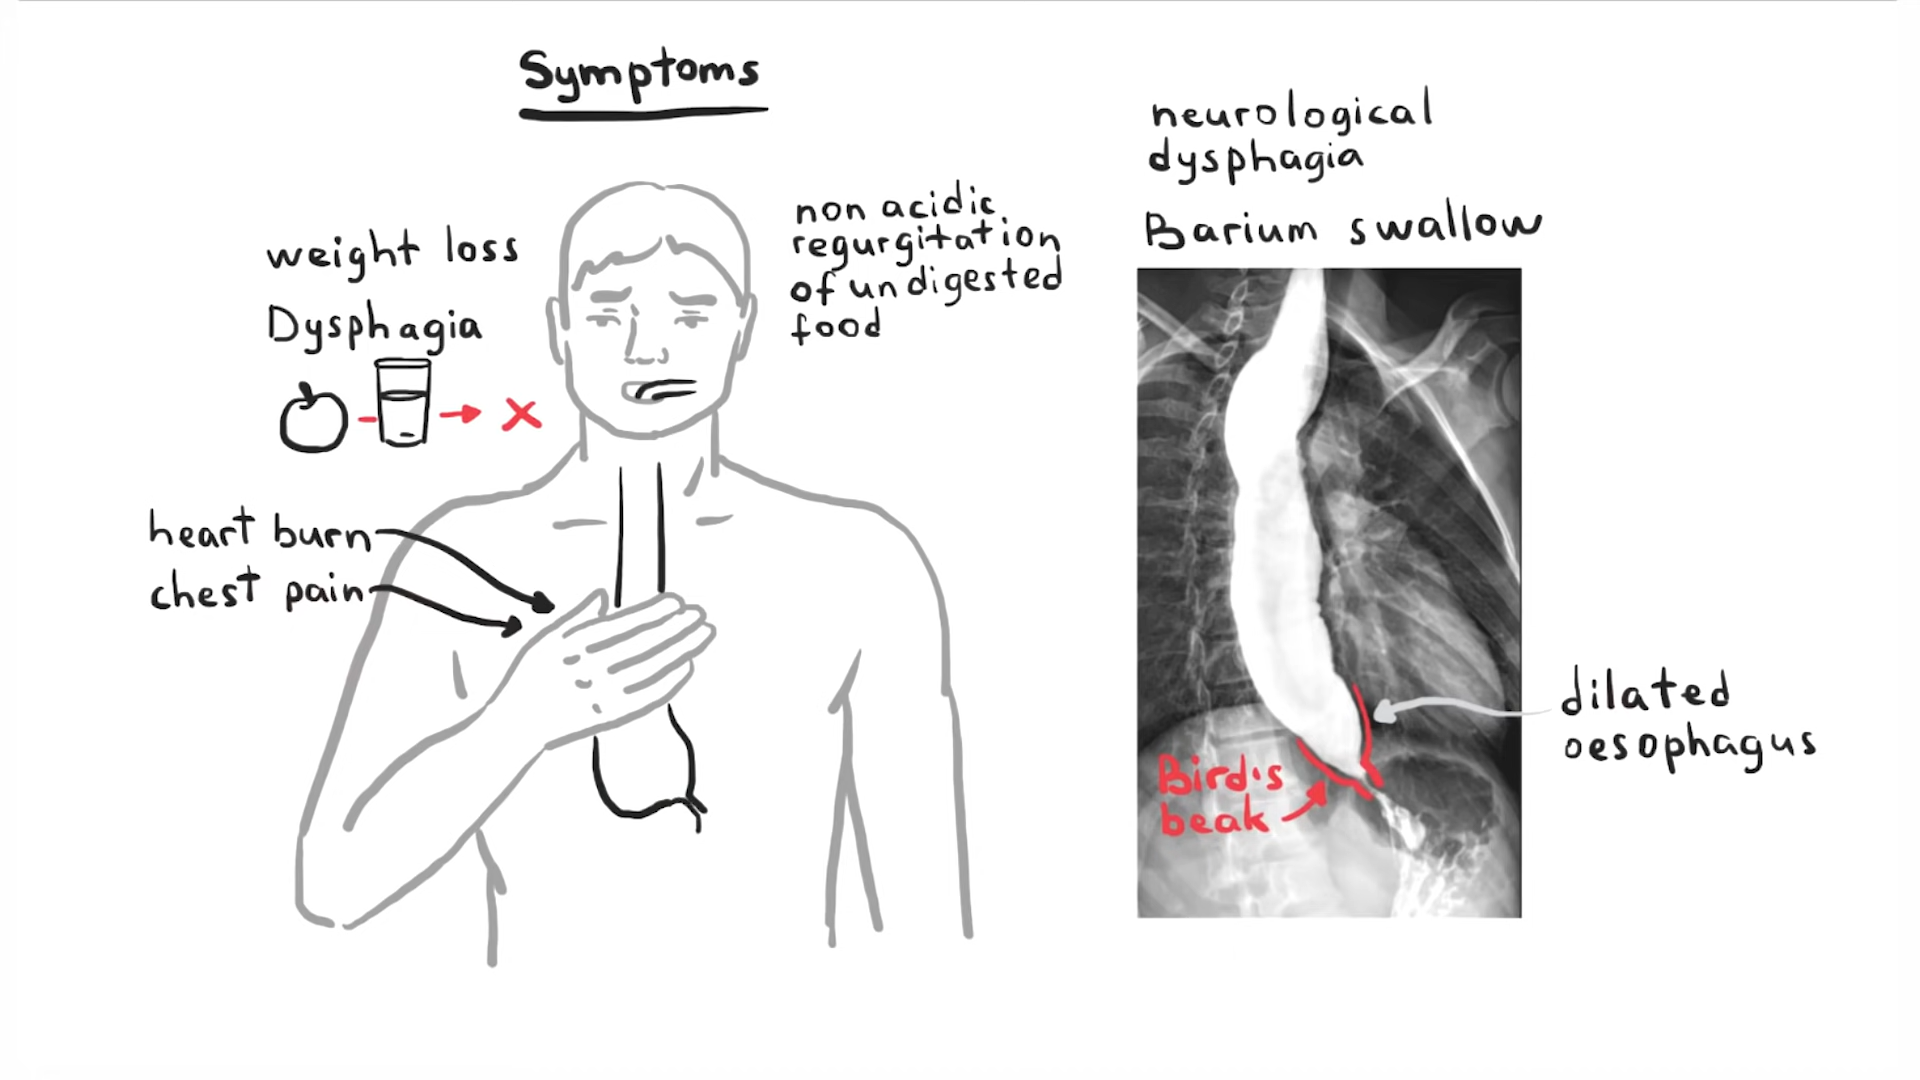 Symptoms
weight loss
Dysphagia
heart burn
chest pain
non acidic
regurgitation
of undigested
food
neurological
dysphagia
Barium swallow
Bird's
beak
dilated
oesophagus